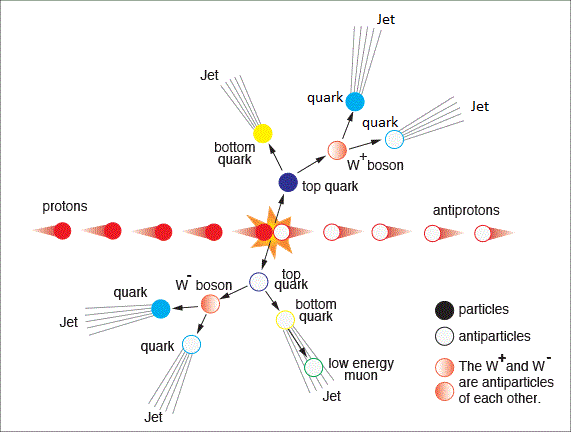 Jet
Jet
quark
Jet
quark
bottom
quark
W+ boson
top quark
protons
antiprotons
W- boson
top
quark
quark
bottom
quark
particles
Jet
antiparticles
quark
low energy
muon
The W+ and W-
are antiparticles
of each other.
Jet
Jet